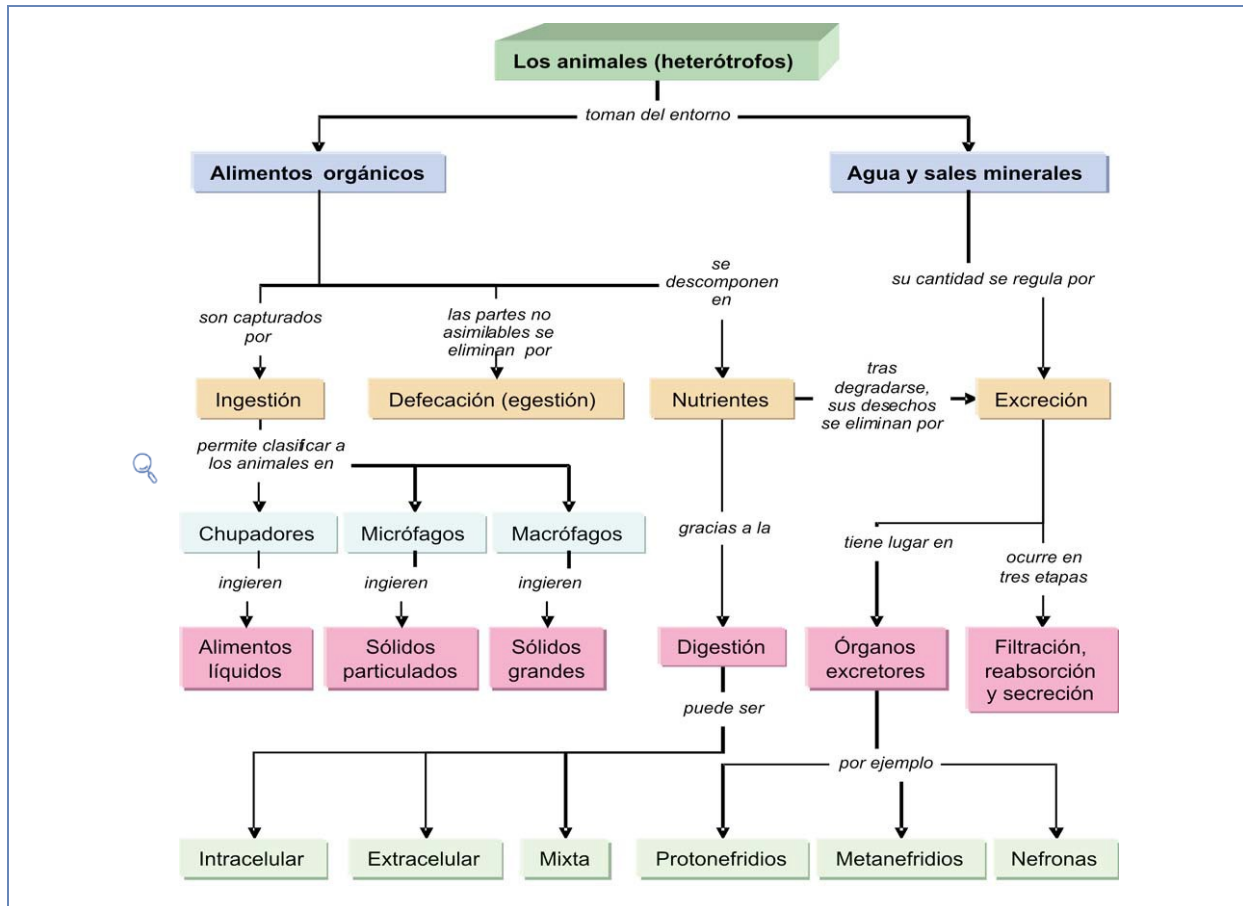 Los animales (heterótrofos)
toman del entorno
Alimentos orgánicos
Agua y sales minerales
se
descomponen
en
su cantidad se regula por
son capturados
por
las partes no
asimilables se
eliminan por
tras
degradarse,
sus desechos
se eliminan por
Ingestión
Defecación (egestión)
Nutrientes
Excreción
permite clasificar a
los animales en
Chupadores
Micrófagos
Macrófagos
gracias a la
tiene lugar en
ocurre en
tres etapas
ingieren
ingieren
ingieren
Alimentos
líquidos
Sólidos
particulados
Sólidos
grandes
Digestión
Órganos
excretores
Filtración,
reabsorción
y secreción
puede ser
por ejemplo
Intracelular
Extracelular
Mixta
Protonefridios
Metanefridios
Nefronas